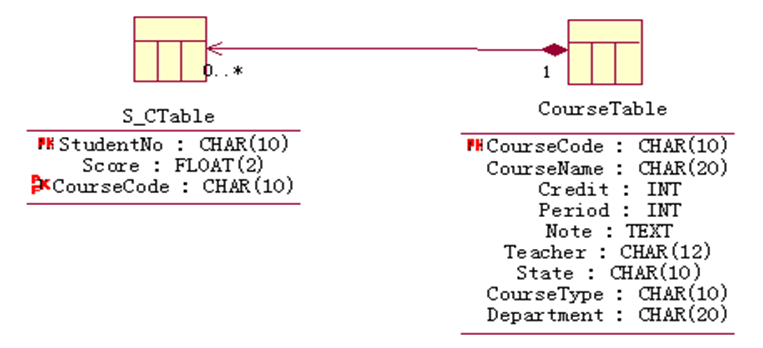 0..*
1
S_CTable
PK StudentNo : CHAR(10)
Score : FLOAT(2)
CourseCode : CHAR(10)
CourseTable
PK CourseCode : CHAR(10)
CourseName : CHAR(20)
Credit : INT
Period : INT
Note : TEXT
Teacher : CHAR(12)
State : CHAR(10)
CourseType : CHAR(10)
Department : CHAR(20)